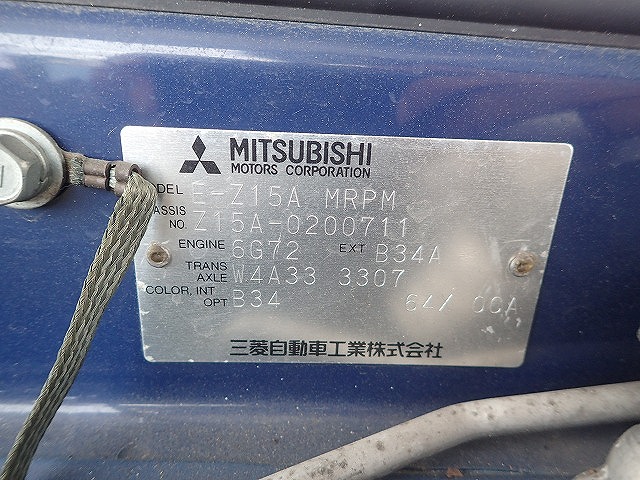 MITSUBISHI
MOTORS CORPORATION
DEL E-Z15A MRPM
ASSIS NO. Z15A-0200711
ENGINE 6G72 EXT B34A
TRANS AXLE W4A33 3307
COLOR, INT OPT B34
三菱自動車工業株式会社